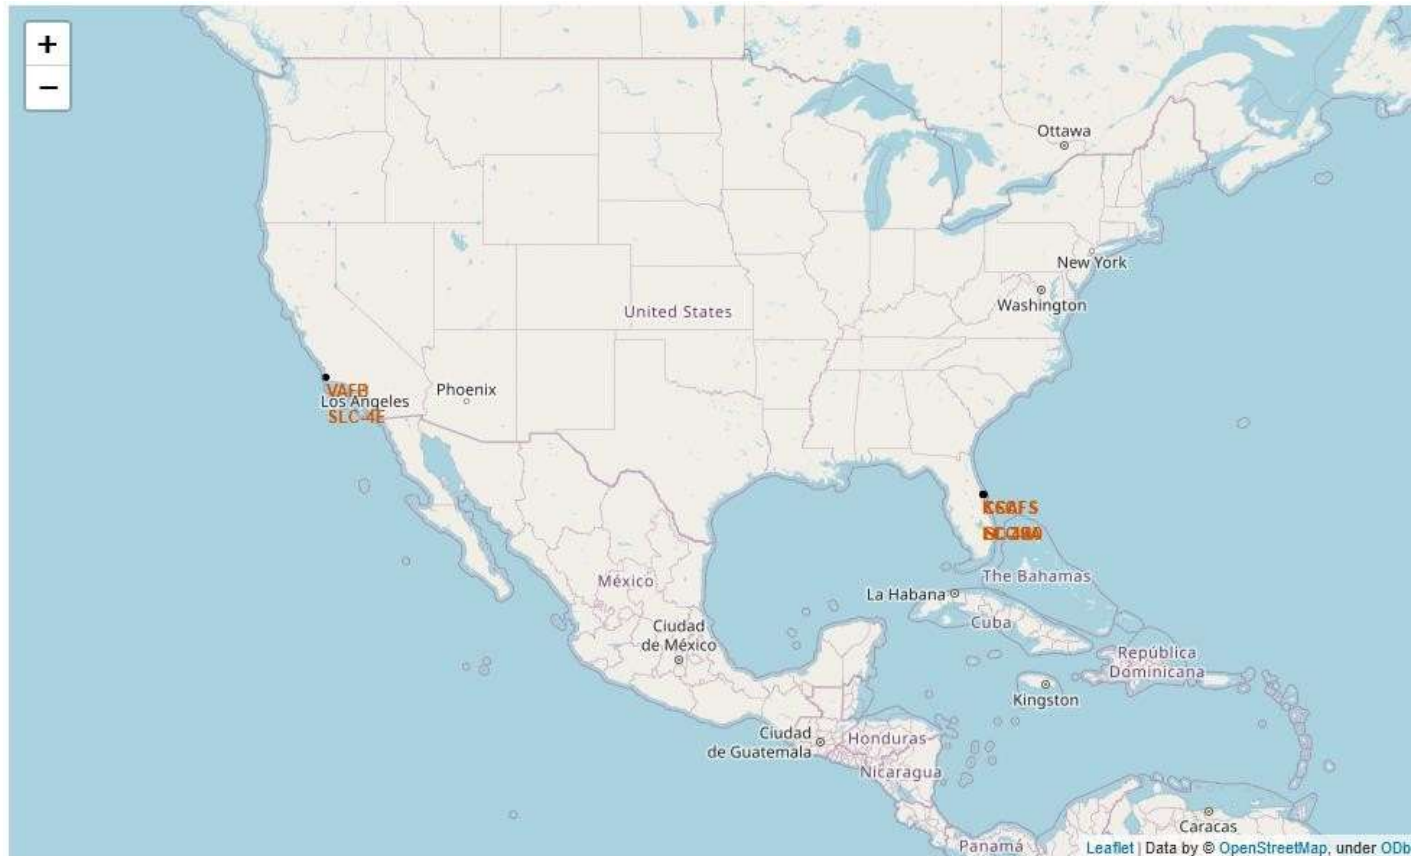 +
−
Ottawa
New York
Washington
United States
VAFB
Los Angeles
SLC-4E
Phoenix
The Bahamas
La Habana
Cuba
México
Ciudad
de México
República
Dominicana
Kingston
Ciudad
de Guatemala
Honduras
Nicaragua
Caracas
Panamá
Leaflet | Data by © OpenStreetMap, under ODb